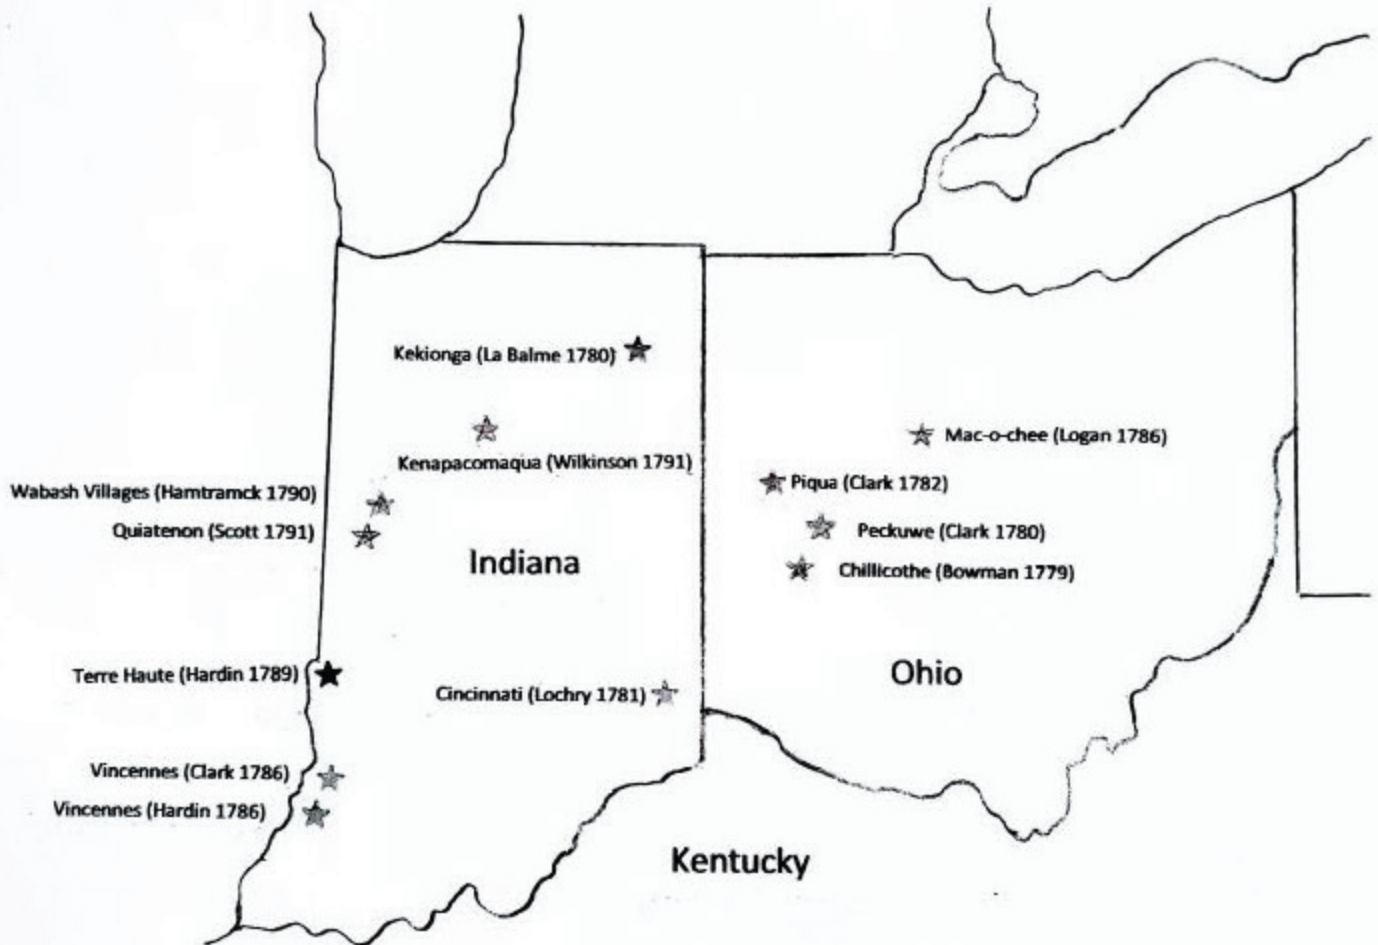 Kekionga (La Balme 1780)
Mac-o-chee (Logan 1786)
Kenapacomaqua (Wilkinson 1791)
Piqua (Clark 1782)
Wabash Villages (Hamtramck 1790)
Quiatenon (Scott 1791)
Peckuwe (Clark 1780)
Indiana
Chillicothe (Bowman 1779)
Terre Haute (Hardin 1789)
Ohio
Cincinnati (Lochry 1781)
Vincennes (Clark 1786)
Vincennes (Hardin 1786)
Kentucky